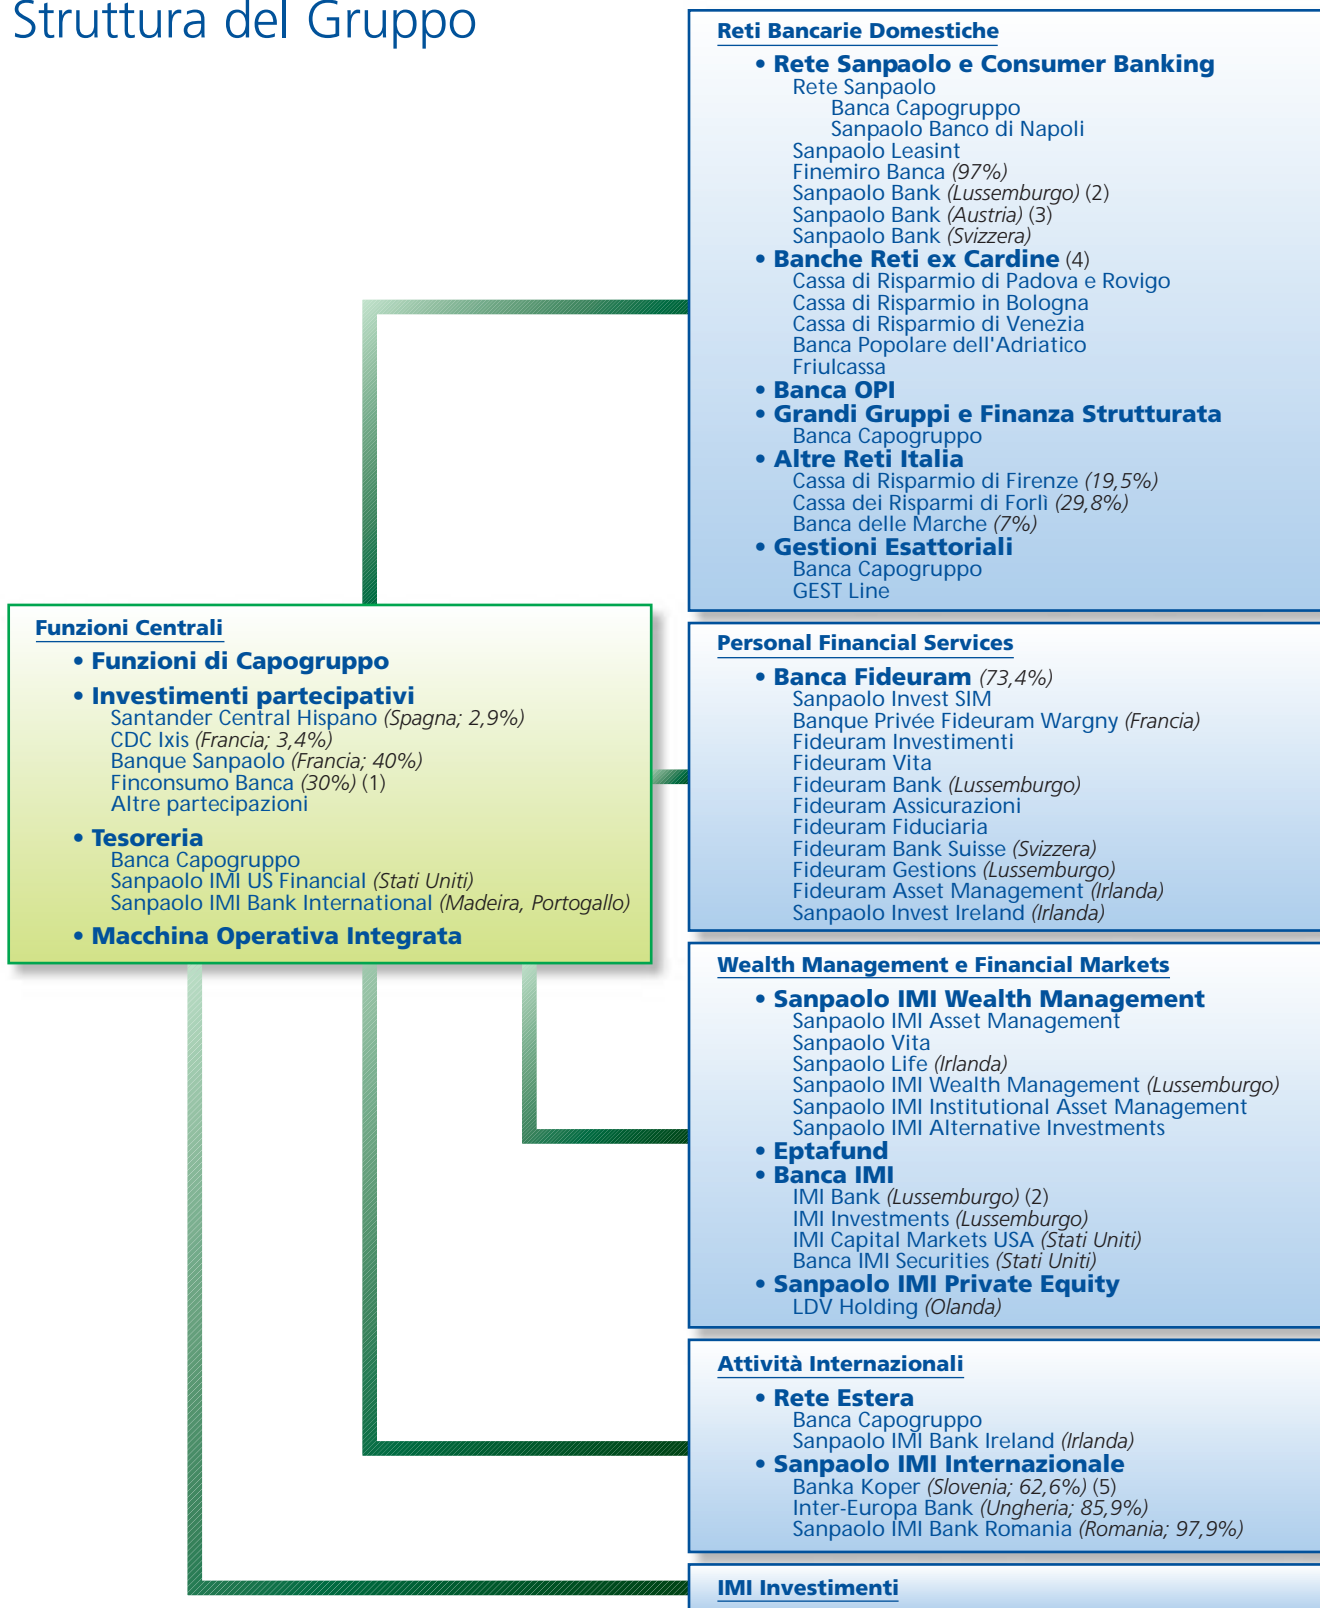 Struttura del Gruppo
Reti Bancarie Domestiche
• Rete Sanpaolo e Consumer Banking
Rete Sanpaolo
Banca Capogruppo
Sanpaolo Banco di Napoli
Sanpaolo Leasint
Finemiro Banca (97%)
Sanpaolo Bank (Lussemburgo) (2)
Sanpaolo Bank (Austria) (3)
Sanpaolo Bank (Svizzera)
• Banche Reti ex Cardine (4)
Cassa di Risparmio di Padova e Rovigo
Cassa di Risparmio in Bologna
Cassa di Risparmio di Venezia
Banca Popolare dell'Adriatico
Friulcassa
• Banca OPI
• Grandi Gruppi e Finanza Strutturata
Banca Capogruppo
• Altre Reti Italia
Cassa di Risparmio di Firenze (19,5%)
Cassa dei Risparmi di Forlì (29,8%)
Banca delle Marche (7%)
• Gestioni Esattoriali
Banca Capogruppo
GEST Line
Funzioni Centrali
• Funzioni di Capogruppo
• Investimenti partecipativi
Santander Central Hispano (Spagna; 2,9%)
CDC Ixis (Francia; 3,4%)
Banque Sanpaolo (Francia; 40%)
Finconsumo Banca (30%) (1)
Altre partecipazioni
• Tesoreria
Banca Capogruppo
Sanpaolo IMI US Financial (Stati Uniti)
Sanpaolo IMI Bank International (Madeira, Portogallo)
• Macchina Operativa Integrata
Personal Financial Services
• Banca Fideuram (73,4%)
Sanpaolo Invest SIM
Banque Privée Fideuram Wargny (Francia)
Fideuram Investimenti
Fideuram Vita
Fideuram Bank (Lussemburgo)
Fideuram Assicurazioni
Fideuram Fiduciaria
Fideuram Bank Suisse (Svizzera)
Fideuram Gestions (Lussemburgo)
Fideuram Asset Management (Irlanda)
Sanpaolo Invest Ireland (Irlanda)
Wealth Management e Financial Markets
• Sanpaolo IMI Wealth Management
Sanpaolo IMI Asset Management
Sanpaolo Vita
Sanpaolo Life (Irlanda)
Sanpaolo IMI Wealth Management (Lussemburgo)
Sanpaolo IMI Institutional Asset Management
Sanpaolo IMI Alternative Investments
• Eptafund
• Banca IMI
IMI Bank (Lussemburgo) (2)
IMI Investments (Lussemburgo)
IMI Capital Markets USA (Stati Uniti)
Banca IMI Securities (Stati Uniti)
• Sanpaolo IMI Private Equity
LDV Holding (Olanda)
Attività Internazionali
• Rete Estera
Banca Capogruppo
Sanpaolo IMI Bank Ireland (Irlanda)
• Sanpaolo IMI Internazionale
Banka Koper (Slovenia; 62,6%) (5)
Inter-Europa Bank (Ungheria; 85,9%)
Sanpaolo IMI Bank Romania (Romania; 97,9%)
IMI Investimenti